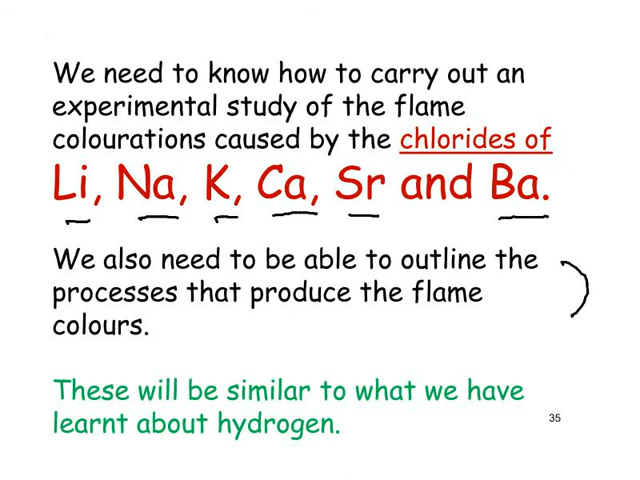 We need to know how to carry out an
experimental study of the flame
colourations caused by the chlorides of
Li, Na, K, Ca, Sr and Ba.
We also need to be able to outline the
processes that produce the flame
colours.
These will be similar to what we have
learnt about hydrogen.
35